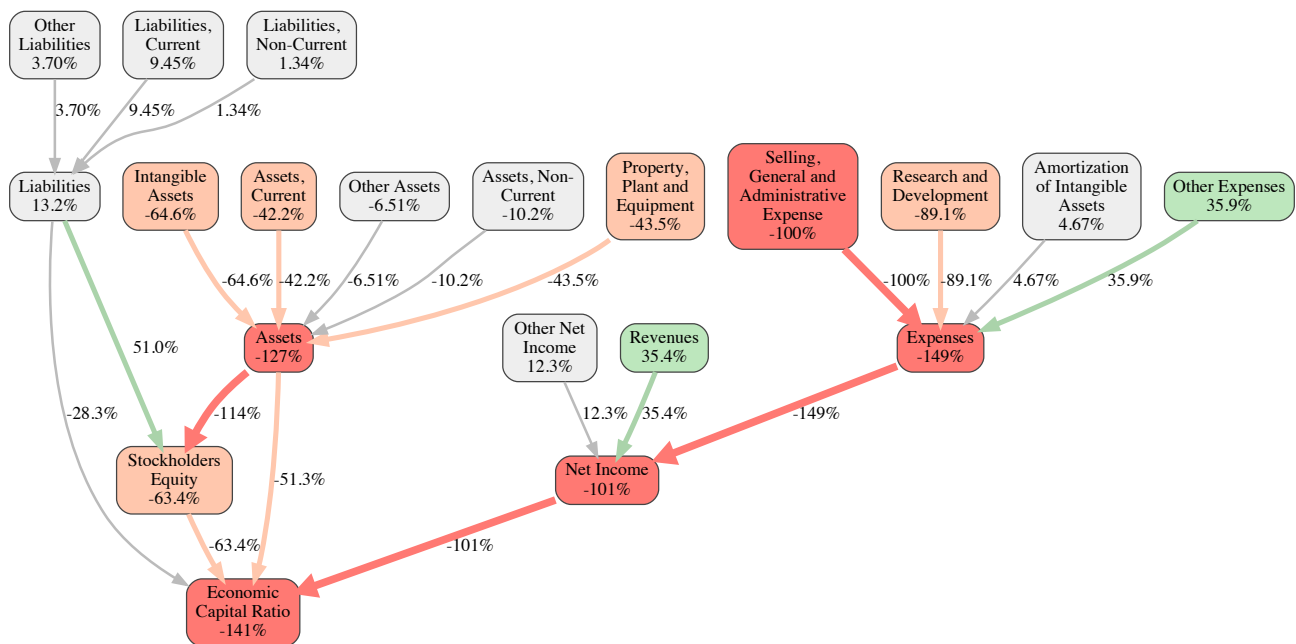 Other
Liabilities
3.70%
Liabilities,
Current
9.45%
Liabilities,
Non-Current
1.34%
3.70%
9.45%
1.34%
Liabilities
13.2%
Intangible
Assets
-64.6%
Assets,
Current
-42.2%
Other Assets
-6.51%
Assets, Non-
Current
-10.2%
Property,
Plant and
Equipment
-43.5%
Selling,
General and
Administrative
Expense
-100%
Research and
Development
-89.1%
Amortization
of Intangible
Assets
4.67%
Other Expenses
35.9%
-64.6%
-42.2%
-6.51%
-10.2%
-43.5%
-100%
-89.1%
4.67%
35.9%
51.0%
Assets
-127%
Other Net
Income
12.3%
Revenues
35.4%
Expenses
-149%
-28.3%
-114%
12.3%
35.4%
-149%
Stockholders
Equity
-63.4%
-51.3%
Net Income
-101%
-63.4%
-101%
Economic
Capital Ratio
-141%